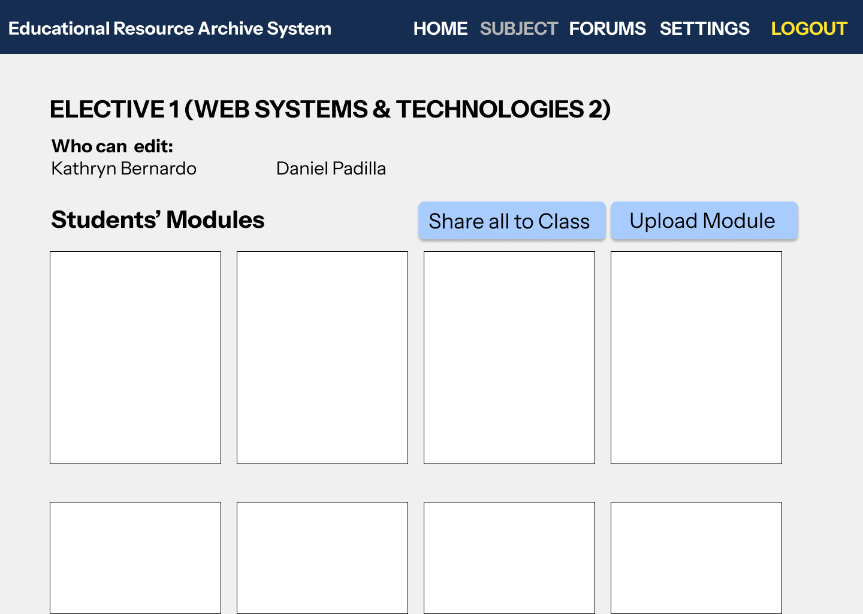 Educational Resource Archive System HOME SUBJECT FORUMS SETTINGS LOGOUT
ELECTIVE 1 (WEB SYSTEMS & TECHNOLOGIES 2)
Who can edit:
Kathryn Bernardo Daniel Padilla
Students’ Modules Share all to Class Upload Module